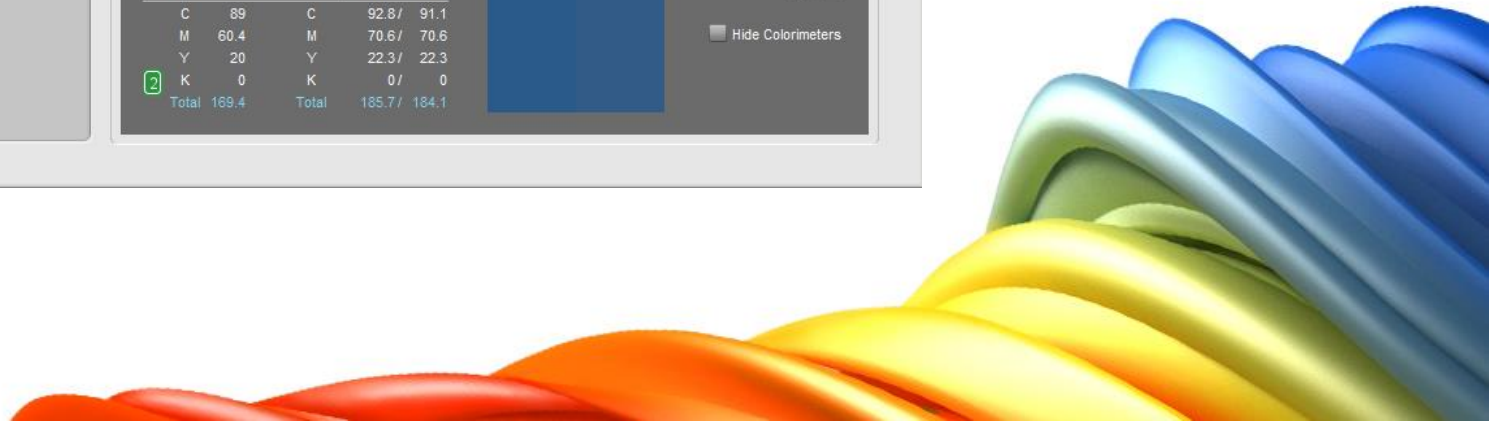 C 89 C 92.8 / 91.1
Hide Colorimeters
M 60.4 M 70.6 / 70.6
Y 20 Y 22.3 / 22.3
2 K 0 K 0 / 0
Total 169.4 Total 185.7 / 184.1